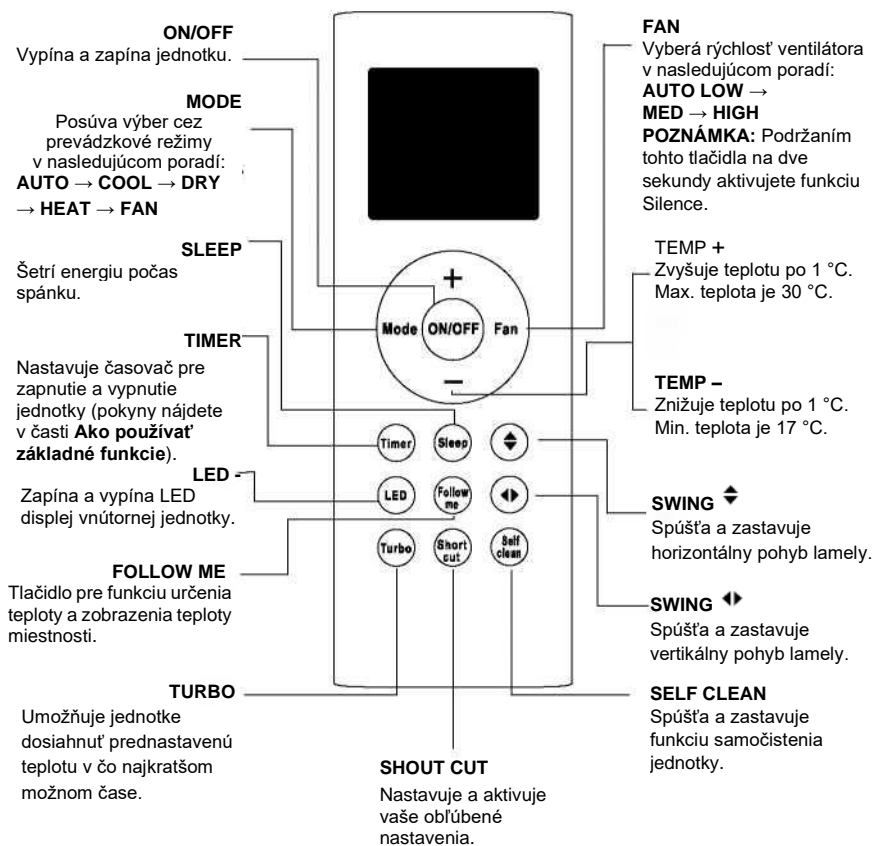 ON/OFF
Vypína a zapína jednotku.
MODE
Posúva výber cez
prevádzkové režimy
v nasledujúcom poradí:
AUTO → COOL → DRY
→ HEAT → FAN
SLEEP
Šetrí energiu počas
spánku.
TIMER
Nastavuje časovač pre
zapnutie a vypnutie
jednotky (pokyny nájdete
v časti Ako používať
základné funkcie).
LED -
Zapína a vypína LED
displej vnútornej jednotky.
FOLLOW ME
Tlačidlo pre funkciu určenia
teploty a zobrazenia teploty
miestnosti.
TURBO
Umožňuje jednotke
dosiahnuť prednastavenú
teplotu v čo najkratšom
možnom čase.
+
Mode ON/OFF Fan
−
Timer Sleep
LED Follow me
Turbo Short cut Self clean
SHOUT CUT
Nastavuje a aktivuje
vaše obľúbené
nastavenia.
FAN
Vyberá rýchlosť ventilátora
v nasledujúcom poradí:
AUTO LOW →
MED → HIGH
POZNÁMKA: Podržaním
tohto tlačidla na dve
sekundy aktivujete funkciu
Silence.
TEMP +
Zvyšuje teplotu po 1 °C.
Max. teplota je 30 °C.
TEMP –
Znižuje teplotu po 1 °C.
Min. teplota je 17 °C.
SWING
Spúšťa a zastavuje
horizontálny pohyb lamely.
SWING
Spúšťa a zastavuje
vertikálny pohyb lamely.
SELF CLEAN
Spúšťa a zastavuje
funkciu samočistenia
jednotky.